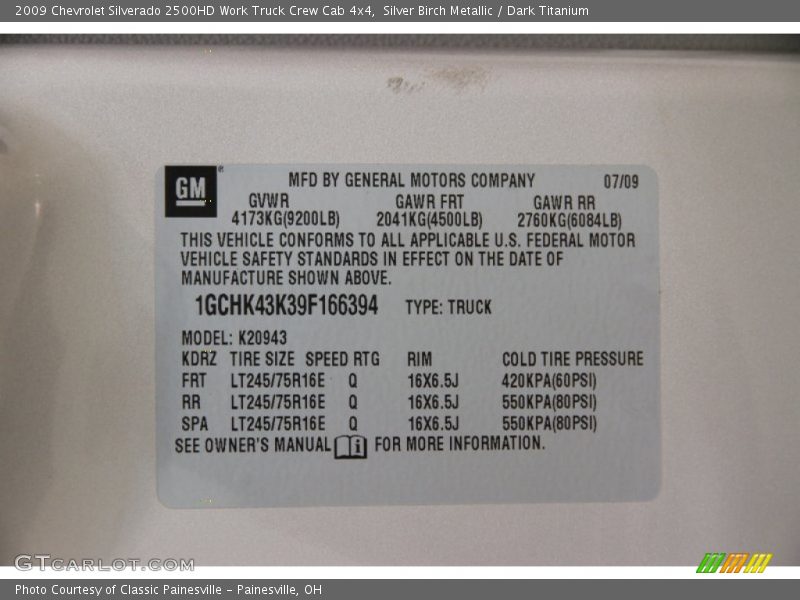 2009 Chevrolet Silverado 2500HD Work Truck Crew Cab 4x4, Silver Birch Metallic / Dark Titanium
GM
MFD BY GENERAL MOTORS COMPANY 07/09
GVWR GAWR FRT GAWR RR
4173KG(9200LB) 2041KG(4500LB) 2760KG(6084LB)
THIS VEHICLE CONFORMS TO ALL APPLICABLE U.S. FEDERAL MOTOR
VEHICLE SAFETY STANDARDS IN EFFECT ON THE DATE OF
MANUFACTURE SHOWN ABOVE.
1GCHK43K39F166394 TYPE: TRUCK
MODEL: K20943
KDRZ TIRE SIZE SPEED RTG RIM COLD TIRE PRESSURE
FRT LT245/75R16E Q 16X6.5J 420KPA(60PSI)
RR LT245/75R16E Q 16X6.5J 550KPA(80PSI)
SPA LT245/75R16E Q 16X6.5J 550KPA(80PSI)
SEE OWNER'S MANUAL i FOR MORE INFORMATION.
GTCARLOT.COM
Photo Courtesy of Classic Painesville - Painesville, OH